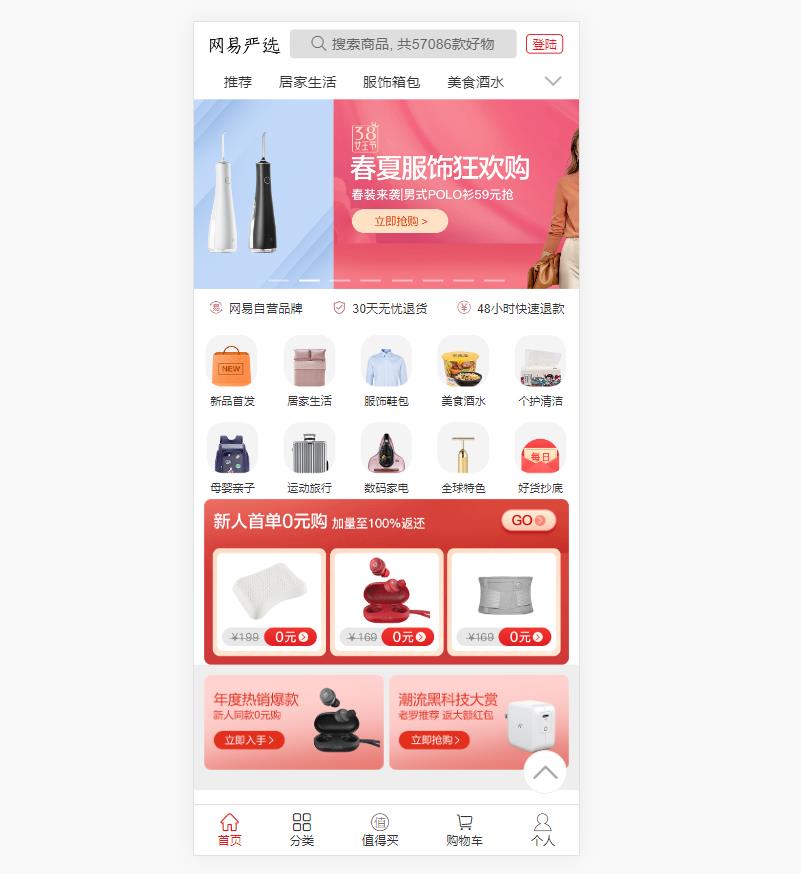 网易严选 搜索商品, 共57086款好物 登陆
推荐 居家生活 服饰箱包 美食酒水
3.8
女王节
春夏服饰狂欢购
春装来袭|男式POLO衫59元抢
立即抢购 >
网易自营品牌 30天无忧退货 48小时快速退款
NEW
新品首发 居家生活 服饰鞋包 美食酒水 个护清洁
每日
母婴亲子 运动旅行 数码家电 全球特色 好货抄底
新人首单0元购 加量至100%返还 GO
¥199 0元 ¥169 0元 ¥169 0元
年度热销爆款
新人同款0元购
立即入手
潮流黑科技大赏
老罗推荐 返大额红包
立即抢购
首页 分类 值得买 购物车 个人